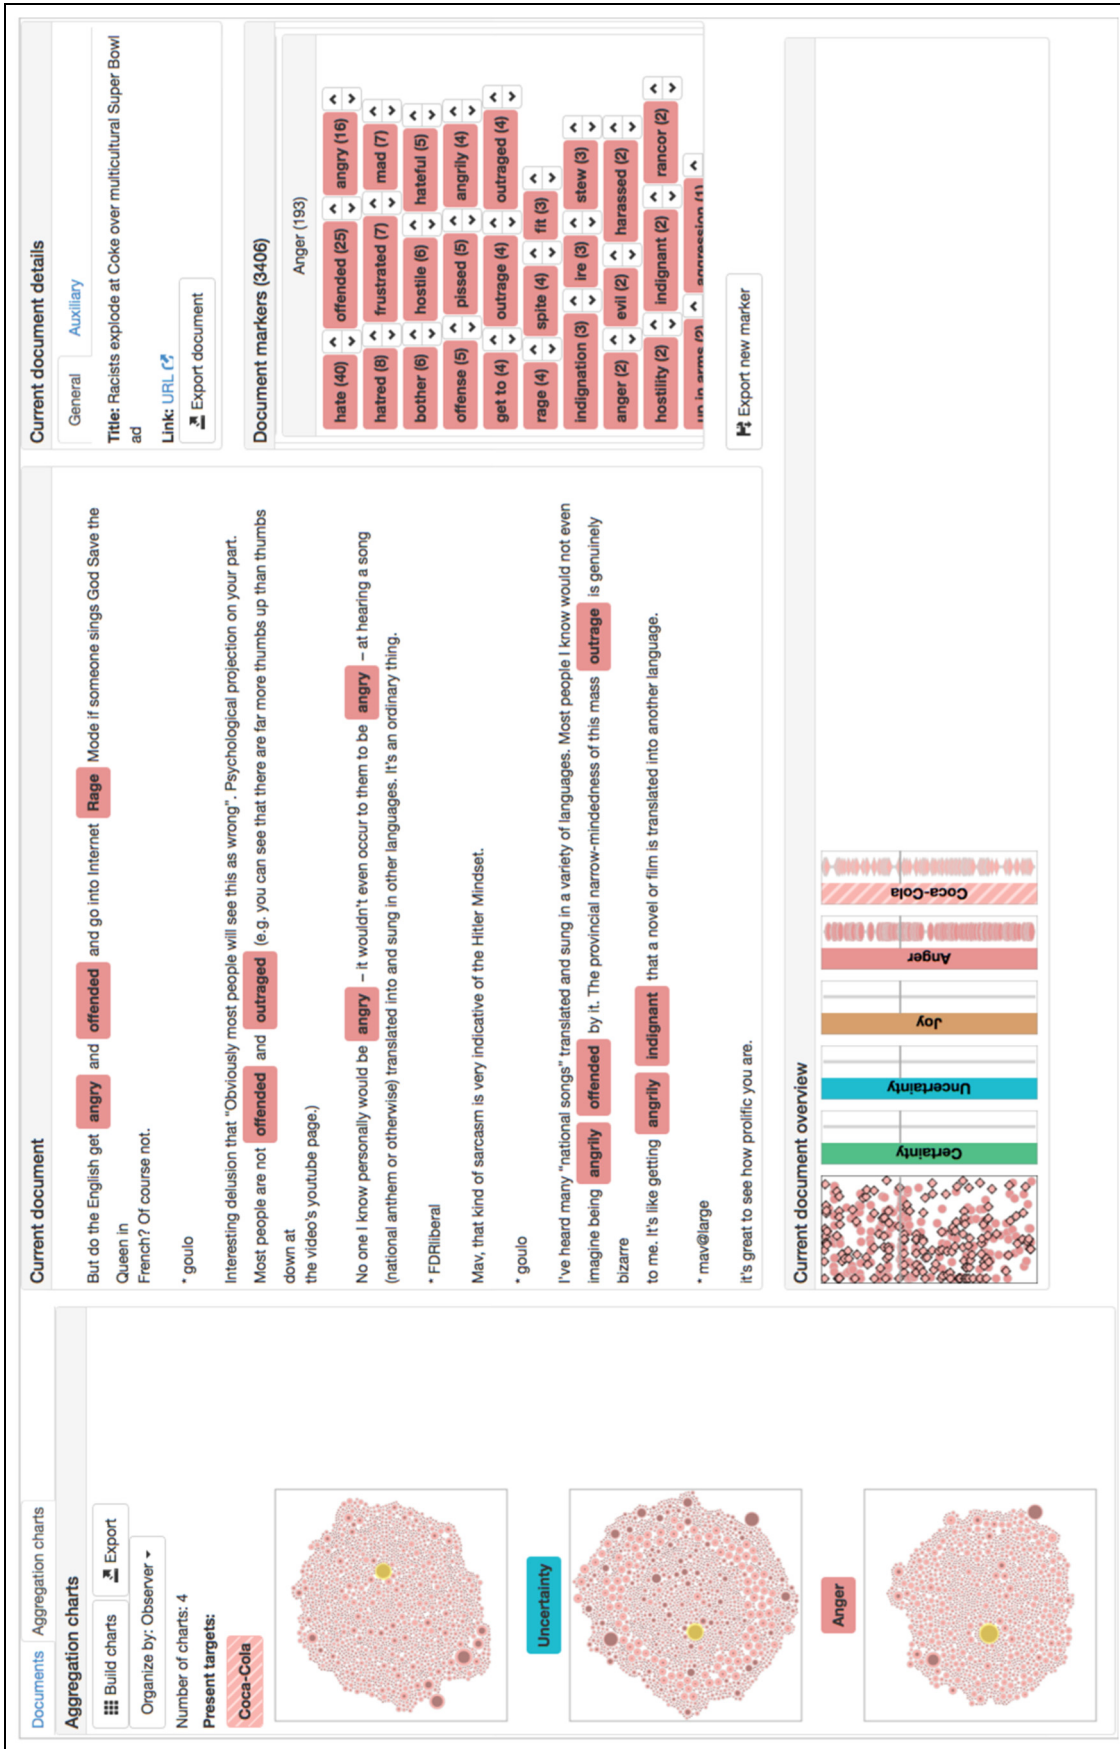 Documents
Aggregation charts
Aggregation charts
Build charts
Export
Organize by: Observer
Number of charts: 4
Present targets:
Coca-Cola
Uncertainty
Anger
Current document
But do the English get angry and offended and go into Internet Rage Mode if someone sings God Save the
Queen in
French? Of course not.
* goulo
Interesting delusion that "Obviously most people will see this as wrong". Psychological projection on your part.
Most people are not offended and outraged (e.g. you can see that there are far more thumbs up than thumbs
down at
the video's youtube page.)
No one I know personally would be angry – it wouldn't even occur to them to be angry – at hearing a song
(national anthem or otherwise) translated into and sung in other languages. It's an ordinary thing.
* FDRliberal
Mav, that kind of sarcasm is very indicative of the Hitler Mindset.
* goulo
I've heard many "national songs" translated and sung in a variety of languages. Most people I know would not even
imagine being angrily offended by it. The provincial narrow-mindedness of this mass outrage is genuinely
bizarre
to me. It's like getting angrily indignant that a novel or film is translated into another language.
* mav@large
it's great to see how prolific you are.
Current document details
General
Auxiliary
Title: Racists explode at Coke over multicultural Super Bowl
ad
Link: URL
Export document
Document markers (3406)
Anger (193)
hate (40) offended (25) angry (16)
hatred (8) frustrated (7) mad (7)
bother (6) hostile (6) hateful (5)
offense (5) pissed (5) angrily (4)
get to (4) outrage (4) outraged (4)
rage (4) spite (4) fit (3)
indignation (3) ire (3) stew (3)
anger (2) evil (2) harassed (2)
hostility (2) indignant (2) rancor (2)
up in arms (2) aggression (1)
Export new marker
Current document overview
Certainty
Uncertainty
Joy
Anger
Coca-Cola